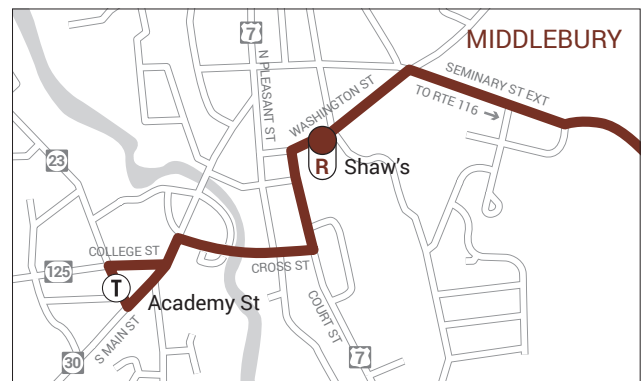 MIDDLEBURY
7
N PLEASANT ST
WASHINGTON ST
SEMINARY ST EXT
TO RTE 116
R
Shaw's
23
COLLEGE ST
125
T
Academy St
CROSS ST
COURT ST
S MAIN ST
30
7